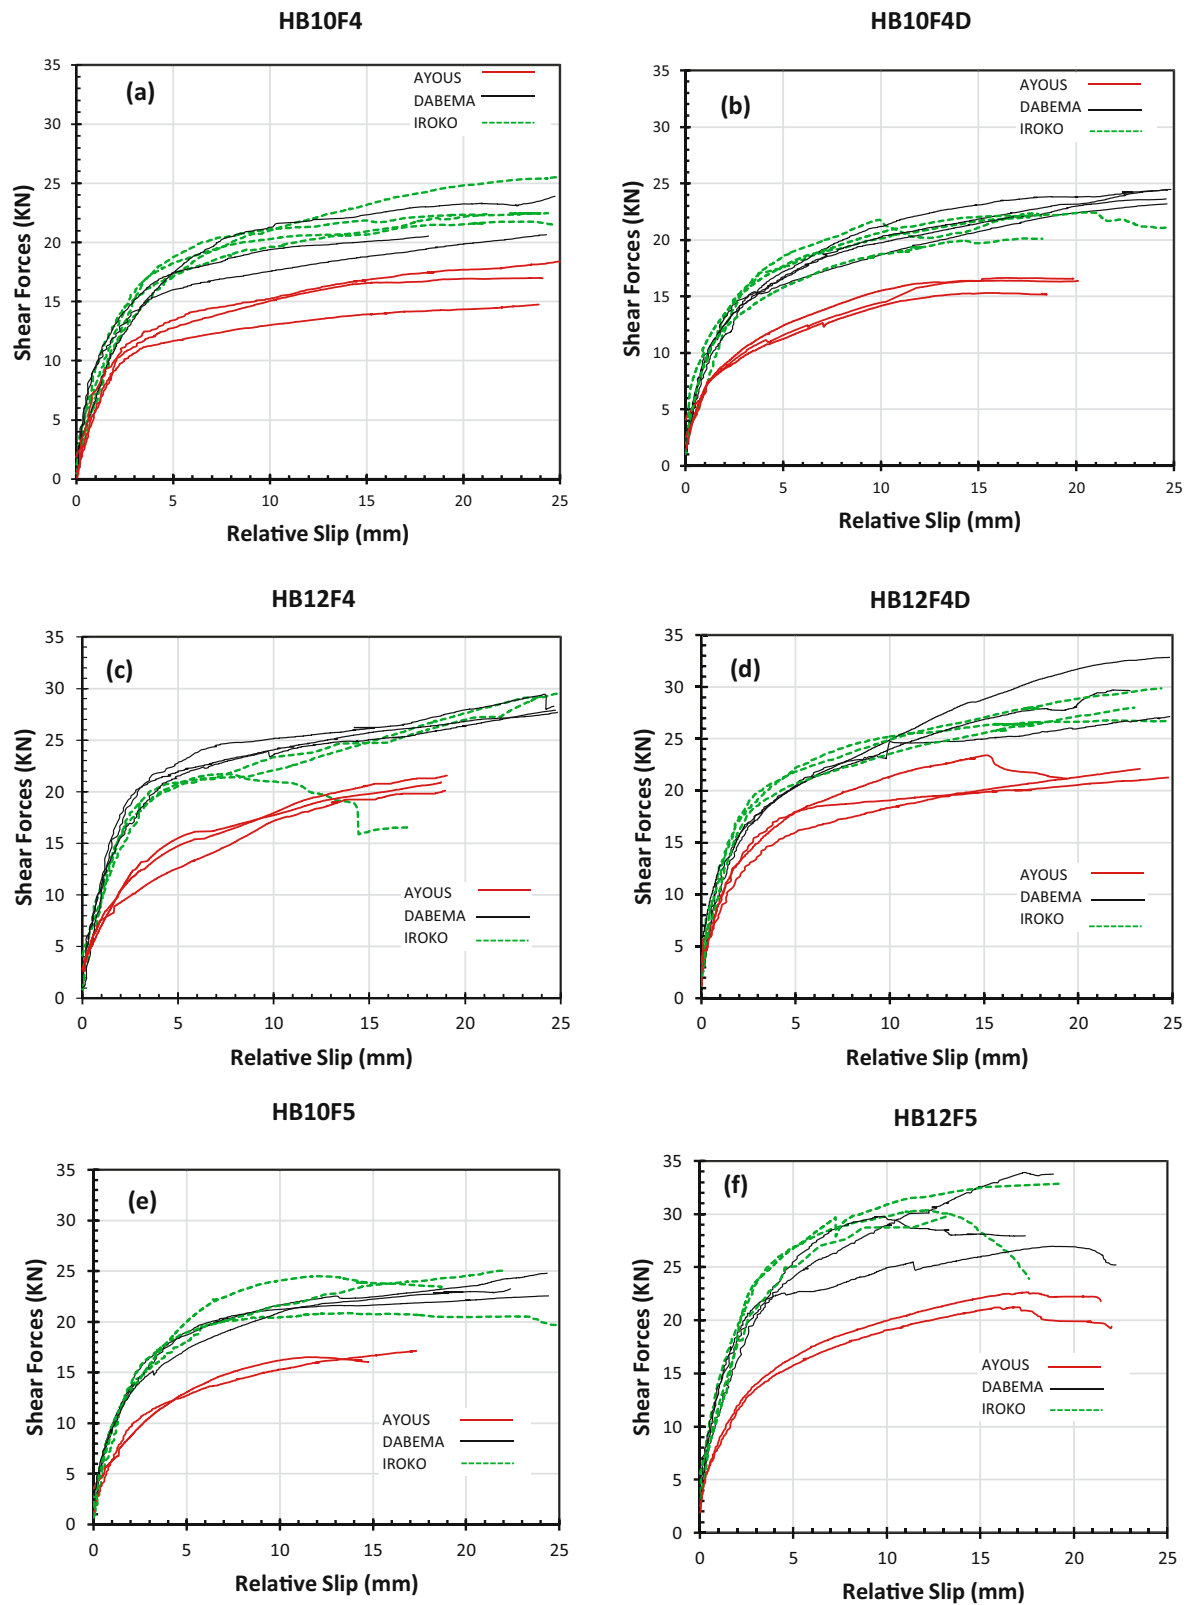 HB10F4
HB10F4D
(a)
AYOUS
DABEMA
IROKO
35
30
25
20
15
10
5
0
Shear Forces (KN)
0 5 10 15 20 25
Relative Slip (mm)
(b)
AYOUS
DABEMA
IROKO
35
30
25
20
15
10
5
0
Shear Forces (KN)
0 5 10 15 20 25
Relative Slip (mm)
HB12F4
HB12F4D
(c)
35
30
25
20
15
10
5
0
Shear Forces (KN)
AYOUS
DABEMA
IROKO
0 5 10 15 20 25
Relative Slip (mm)
(d)
35
30
25
20
15
10
5
0
Shear Forces (KN)
AYOUS
DABEMA
IROKO
0 5 10 15 20 25
Relative Slip (mm)
HB10F5
HB12F5
(e)
35
30
25
20
15
10
5
0
Shear Forces (KN)
AYOUS
DABEMA
IROKO
0 5 10 15 20 25
Relative Slip (mm)
(f)
35
30
25
20
15
10
5
0
Shear Forces (KN)
AYOUS
DABEMA
IROKO
0 5 10 15 20 25
Relative Slip (mm)